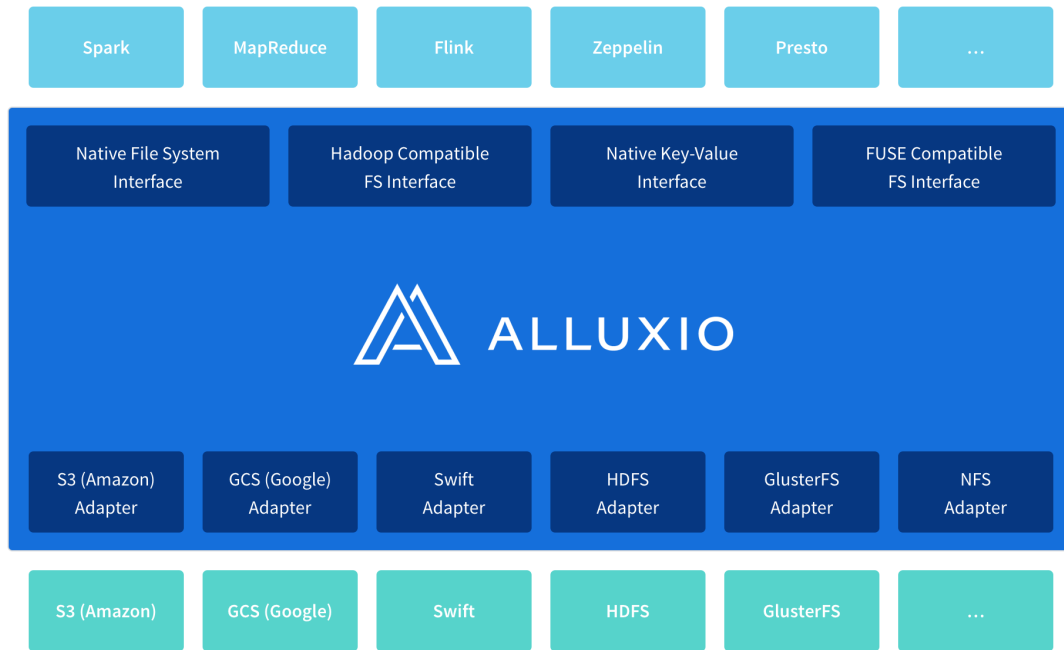 Spark
MapReduce
Flink
Zeppelin
Presto
...
Native File System
Interface
Hadoop Compatible
FS Interface
Native Key-Value
Interface
FUSE Compatible
FS Interface
ALLUXIO
S3 (Amazon)
Adapter
GCS (Google)
Adapter
Swift
Adapter
HDFS
Adapter
GlusterFS
Adapter
NFS
Adapter
S3 (Amazon)
GCS (Google)
Swift
HDFS
GlusterFS
...